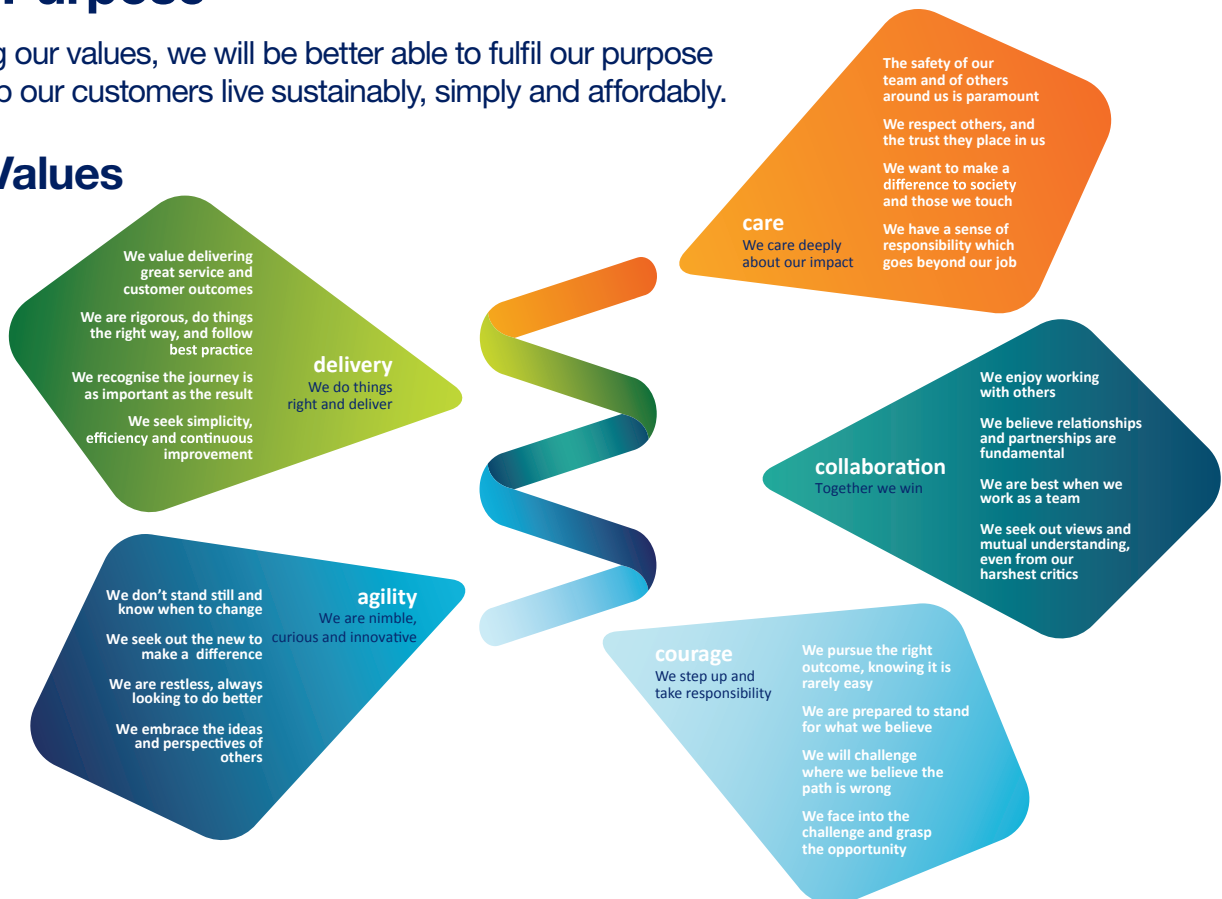 Purpose
our values, we will be better able to fulfil our purpose
our customers live sustainably, simply and affordably.
Values
care
We care deeply
about our impact
The safety of our
team and of others
around us is paramount
We respect others, and
the trust they place in us
We want to make a
difference to society
and those we touch
We have a sense of
responsibility which
goes beyond our job
delivery
We do things
right and deliver
We value delivering
great service and
customer outcomes
We are rigorous, do things
the right way, and follow
best practice
We recognise the journey is
as important as the result
We seek simplicity,
efficiency and continuous
improvement
collaboration
Together we win
We enjoy working
with others
We believe relationships
and partnerships are
fundamental
We are best when we
work as a team
We seek out views and
mutual understanding,
even from our
harshest critics
agility
We are nimble,
curious and innovative
We don't stand still and
know when to change
We seek out the new to
make a difference
We are restless, always
looking to do better
We embrace the ideas
and perspectives of
others
courage
We step up and
take responsibility
We pursue the right
outcome, knowing it is
rarely easy
We are prepared to stand
for what we believe
We will challenge
where we believe the
path is wrong
We face into the
challenge and grasp
the opportunity